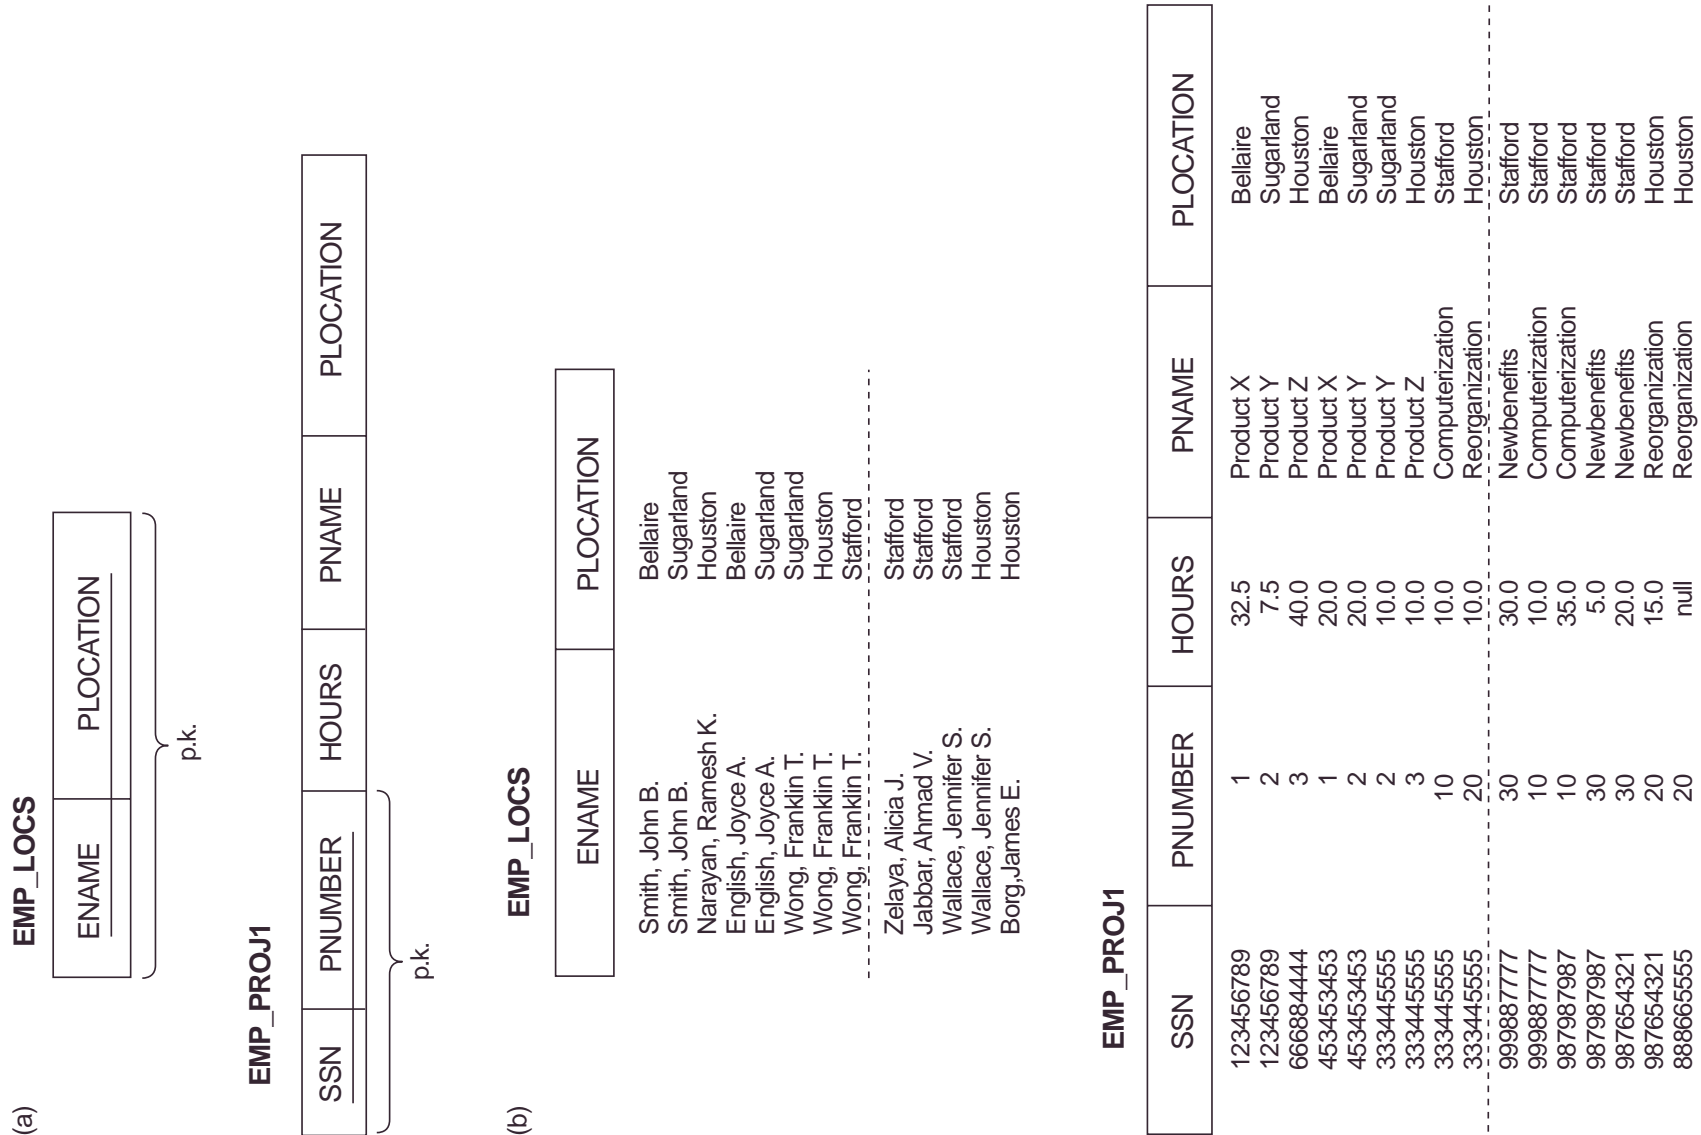 (a)
EMP_LOCS
ENAME PLOCATION
p.k.
EMP_PROJ1
SSN PNUMBER HOURS PNAME PLOCATION
p.k.
(b)
EMP_LOCS
ENAME PLOCATION
Smith, John B. Bellaire
Smith, John B. Sugarland
Narayan, Ramesh K. Houston
English, Joyce A. Bellaire
English, Joyce A. Sugarland
Wong, Franklin T. Sugarland
Wong, Franklin T. Houston
Wong, Franklin T. Stafford
Zelaya, Alicia J. Stafford
Jabbar, Ahmad V. Stafford
Wallace, Jennifer S. Stafford
Wallace, Jennifer S. Houston
Borg,James E. Houston
EMP_PROJ1
SSN PNUMBER HOURS PNAME PLOCATION
123456789 1 32.5 Product X Bellaire
123456789 2 7.5 Product Y Sugarland
666884444 3 40.0 Product Z Houston
453453453 1 20.0 Product X Bellaire
453453453 2 20.0 Product Y Sugarland
333445555 2 10.0 Product Y Sugarland
333445555 3 10.0 Product Z Houston
333445555 10 10.0 Computerization Stafford
333445555 20 10.0 Reorganization Houston
999887777 30 30.0 Newbenefits Stafford
999887777 10 10.0 Computerization Stafford
987987987 10 35.0 Computerization Stafford
987987987 30 5.0 Newbenefits Stafford
987654321 30 20.0 Newbenefits Stafford
987654321 20 15.0 Reorganization Houston
888665555 20 null Reorganization Houston